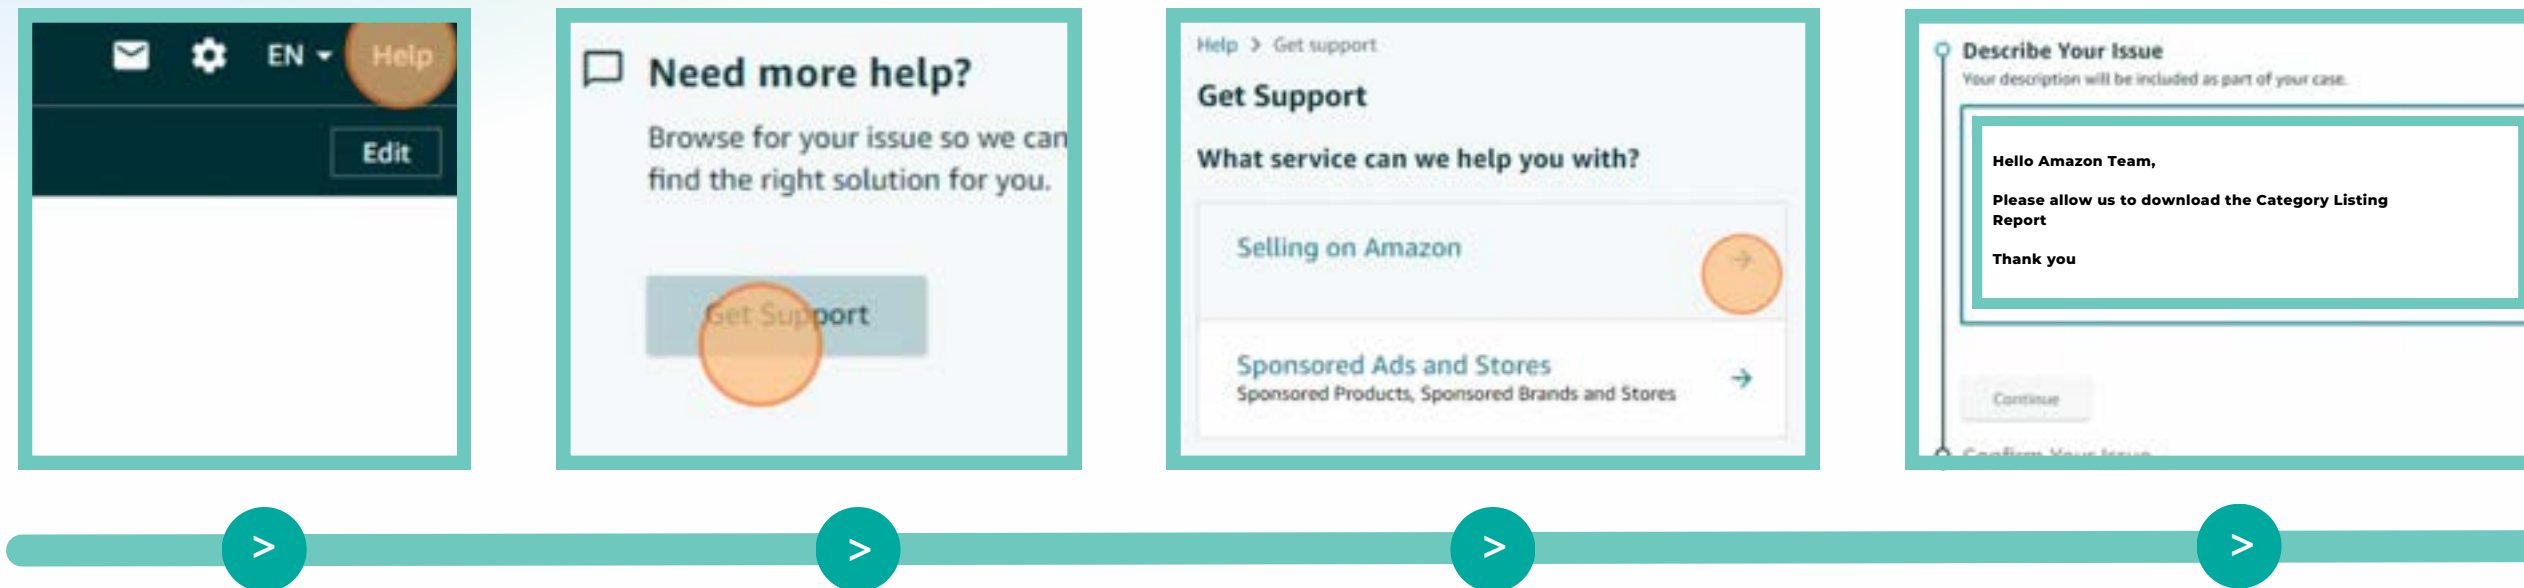 EN
Help
Edit
Need more help?
Browse for your issue so we can
find the right solution for you.
Get Support
Help > Get support
Get Support
What service can we help you with?
Selling on Amazon
Sponsored Ads and Stores
Sponsored Products, Sponsored Brands and Stores
Describe Your Issue
Your description will be included as part of your case.
Hello Amazon Team,
Please allow us to download the Category Listing
Report
Thank you
Continue
Confirm Your Issue
> > > >